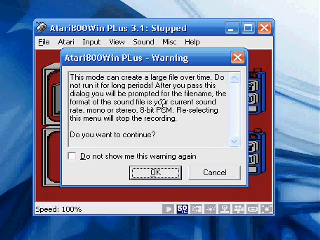 Atari800Win PLus 3.1: Stopped
File Atari Input View Sound Misc Help
Atari800Win PLus - Warning
This mode can create a large file over time. Do
not run it for long periods! After you pass this
dialog you will be prompted for the filename, the
format of the sound file is your current sound
rate, mono or stereo, 8-bit PCM. Re-selecting
this menu will stop the recording.
Do you want to continue?
Do not show me this warning again
OK Cancel
Speed: 100%